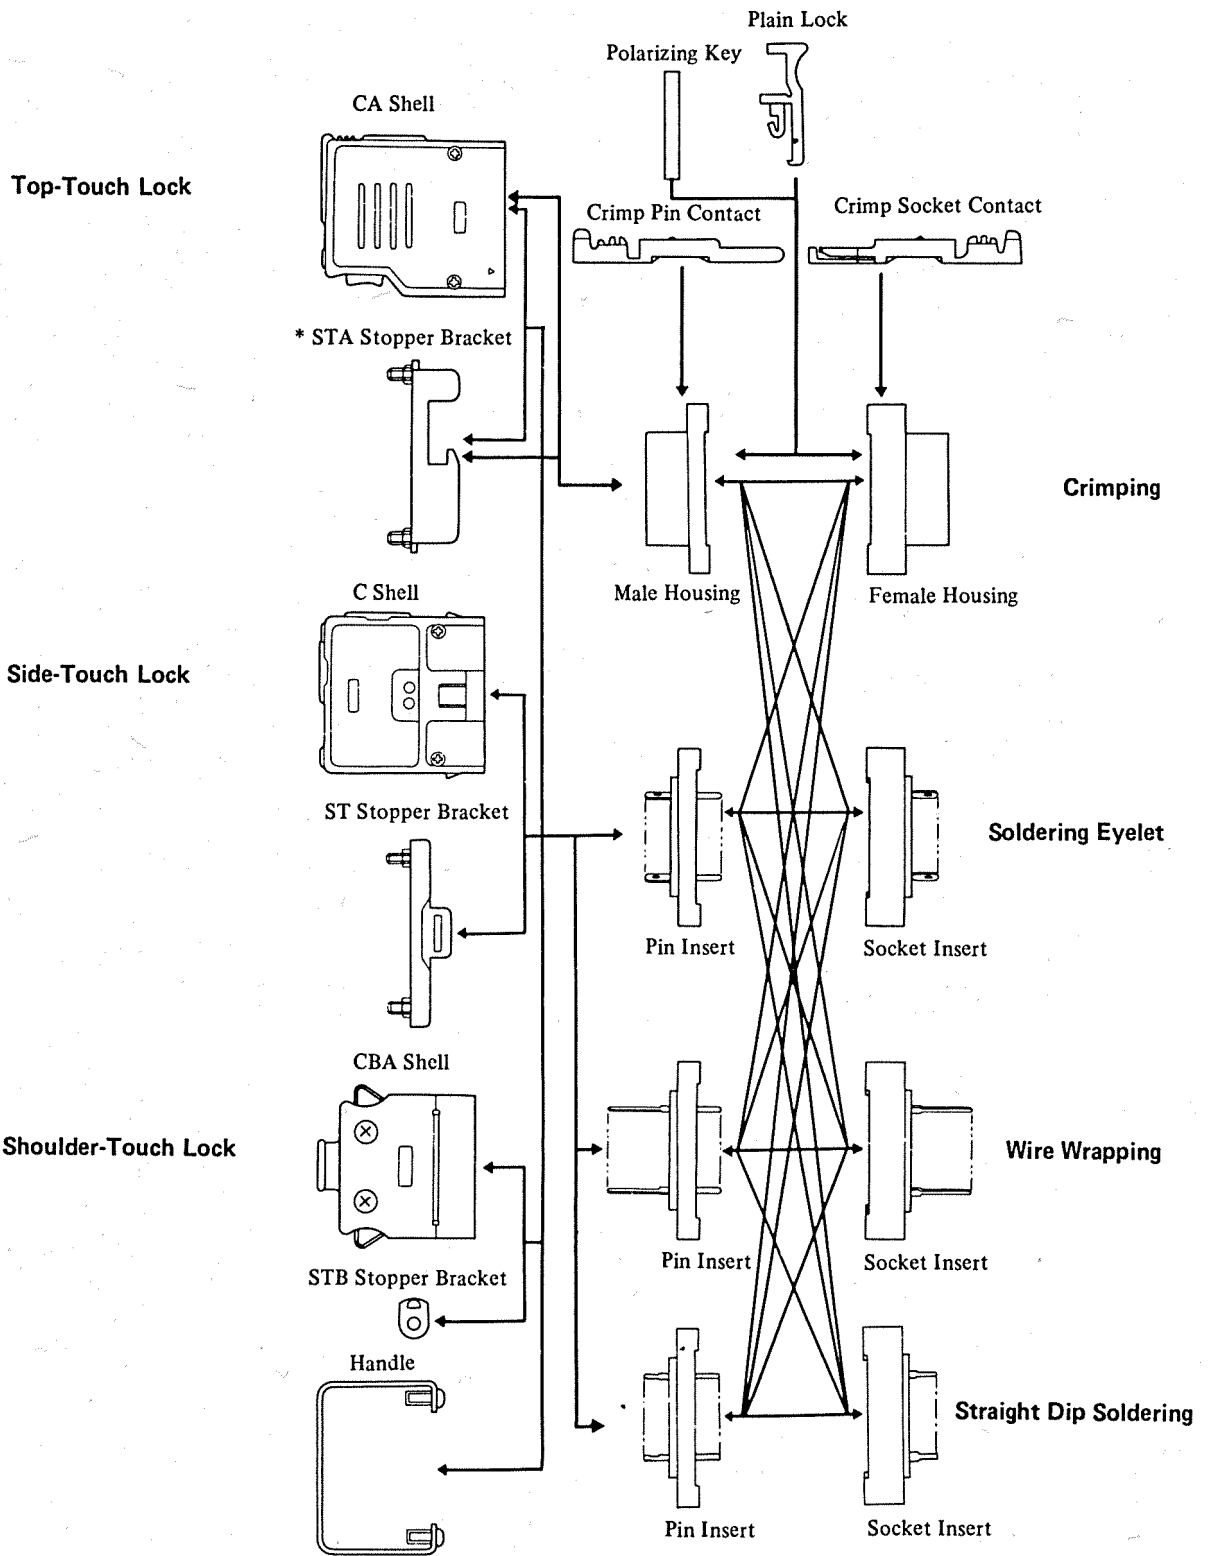 Plain Lock
Polarizing Key
CA Shell
Top-Touch Lock
Crimp Pin Contact
Crimp Socket Contact
* STA Stopper Bracket
Crimping
C Shell
Male Housing
Female Housing
Side-Touch Lock
ST Stopper Bracket
Soldering Eyelet
Pin Insert
Socket Insert
CBA Shell
Shoulder-Touch Lock
Wire Wrapping
Pin Insert
Socket Insert
STB Stopper Bracket
Handle
Straight Dip Soldering
Pin Insert
Socket Insert